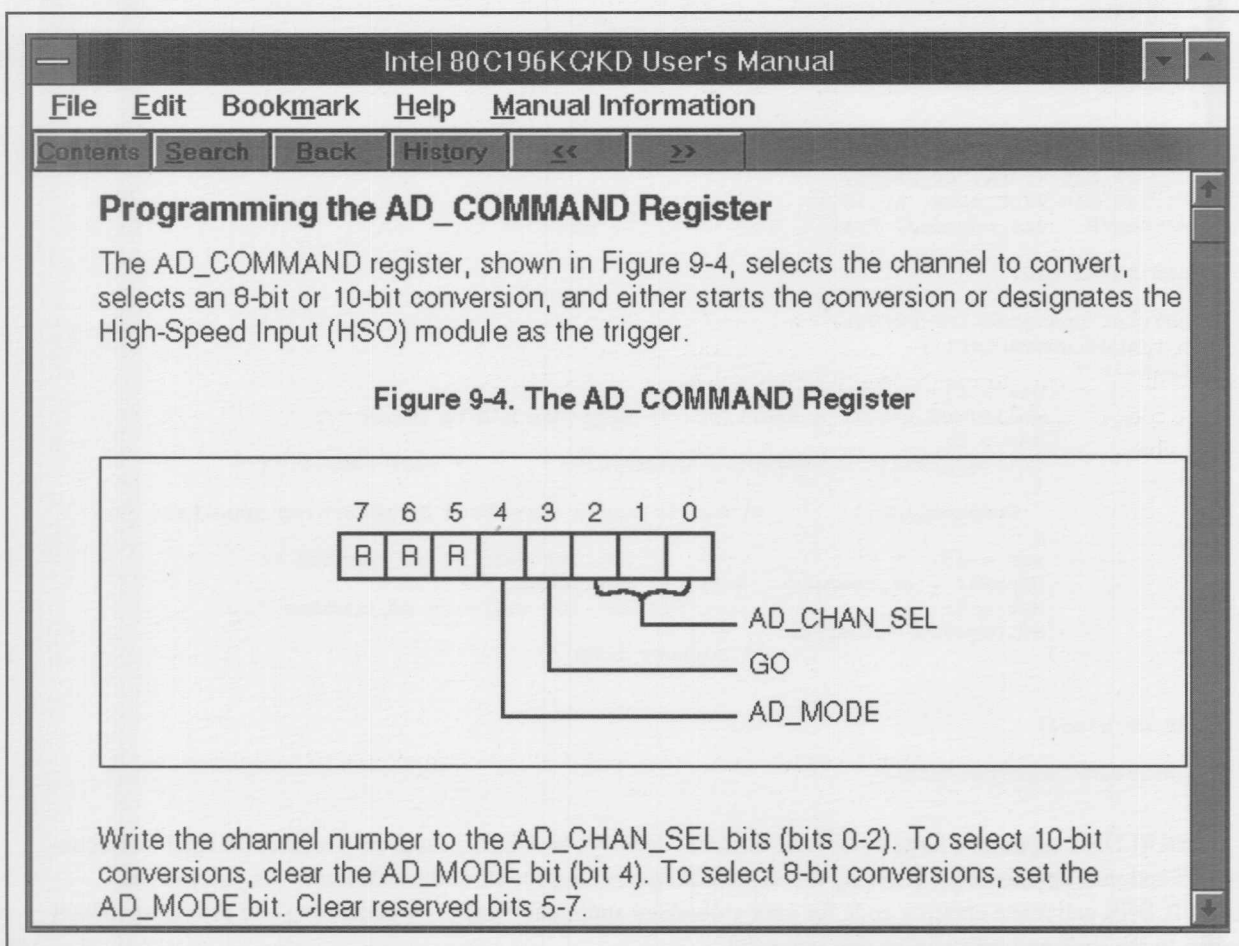 Intel 80C196KC/KD User's Manual
File Edit Bookmark Help Manual Information
Contents Search Back History << >>
Programming the AD_COMMAND Register
The AD_COMMAND register, shown in Figure 9-4, selects the channel to convert,
selects an 8-bit or 10-bit conversion, and either starts the conversion or designates the
High-Speed Input (HSO) module as the trigger.
Figure 9-4. The AD_COMMAND Register
7 6 5 4 3 2 1 0
R R R
AD_CHAN_SEL
GO
AD_MODE
Write the channel number to the AD_CHAN_SEL bits (bits 0-2). To select 10-bit
conversions, clear the AD_MODE bit (bit 4). To select 8-bit conversions, set the
AD_MODE bit. Clear reserved bits 5-7.